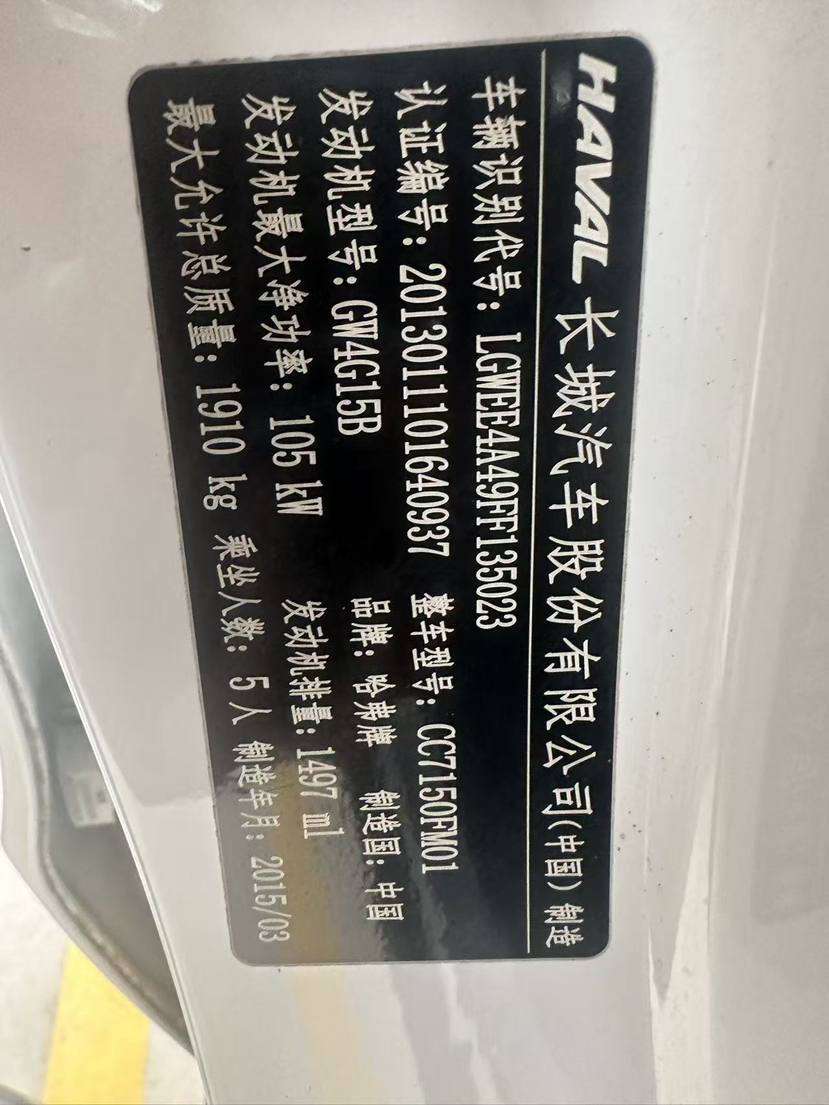 HAVAL 长城汽车股份有限公司(中国) 制造
车辆识别代号: LGWEE4A49FF135023
认证编号: 2013011101640937 整车型号: CC7150FM01
发动机型号: GW4G15B 品牌: 哈弗牌 制造国: 中国
发动机最大净功率: 105 kW 发动机排量: 1497 ml
最大允许总质量: 1910 kg 乘坐人数: 5 人 制造年月: 2015/03